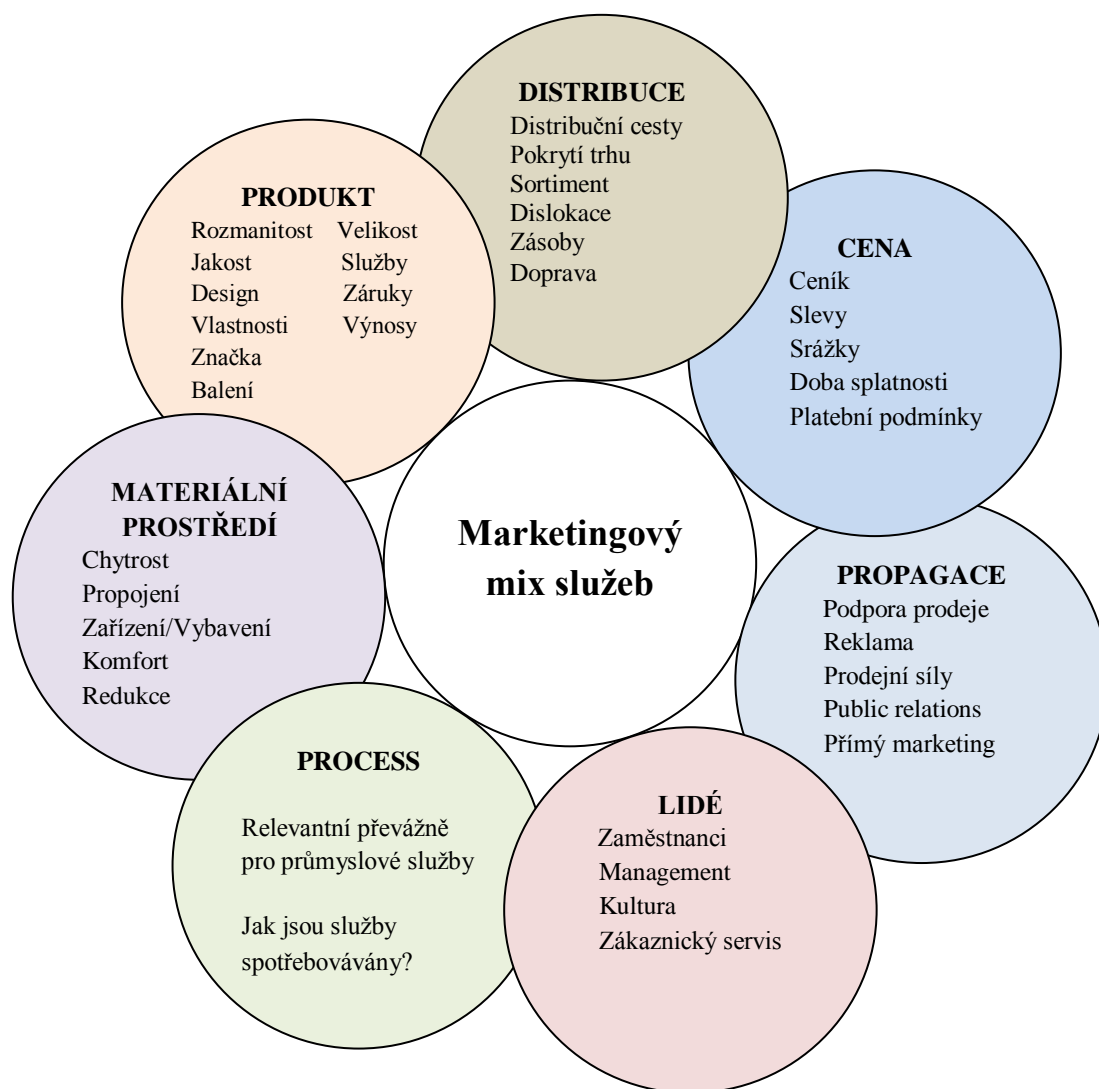 DISTRIBUCE
Distribuční cesty
Pokrytí trhu
Sortiment
Dislokace
Zásoby
Doprava
PRODUKT
Rozmanitost Velikost
Jakost Služby
Design Záruky
Vlastnosti Výnosy
Značka
Balení
CENA
Ceník
Slevy
Srážky
Doba splatnosti
Platební podmínky
MATERIÁLNÍ
PROSTŘEDÍ
Chytrost
Propojení
Zařízení/Vybavení
Komfort
Redukce
Marketingový
mix služeb
PROPAGACE
Podpora prodeje
Reklama
Prodejní síly
Public relations
Přímý marketing
PROCESS
Relevantní převážně
pro průmyslové služby
Jak jsou služby
spotřebovávány?
LIDÉ
Zaměstnanci
Management
Kultura
Zákaznický servis